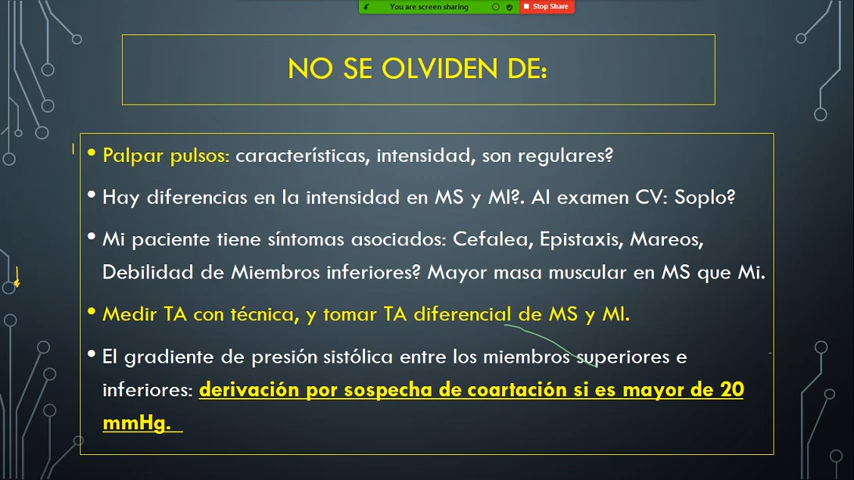 You are screen sharing
Stop Share
NO SE OLVIDEN DE:
• Palpar pulsos: características, intensidad, son regulares?
• Hay diferencias en la intensidad en MS y MI?. Al examen CV: Soplo?
• Mi paciente tiene síntomas asociados: Cefalea, Epistaxis, Mareos,
Debilidad de Miembros inferiores? Mayor masa muscular en MS que Mi.
• Medir TA con técnica, y tomar TA diferencial de MS y MI.
• El gradiente de presión sistólica entre los miembros superiores e
inferiores: derivación por sospecha de coartación si es mayor de 20
mmHg.